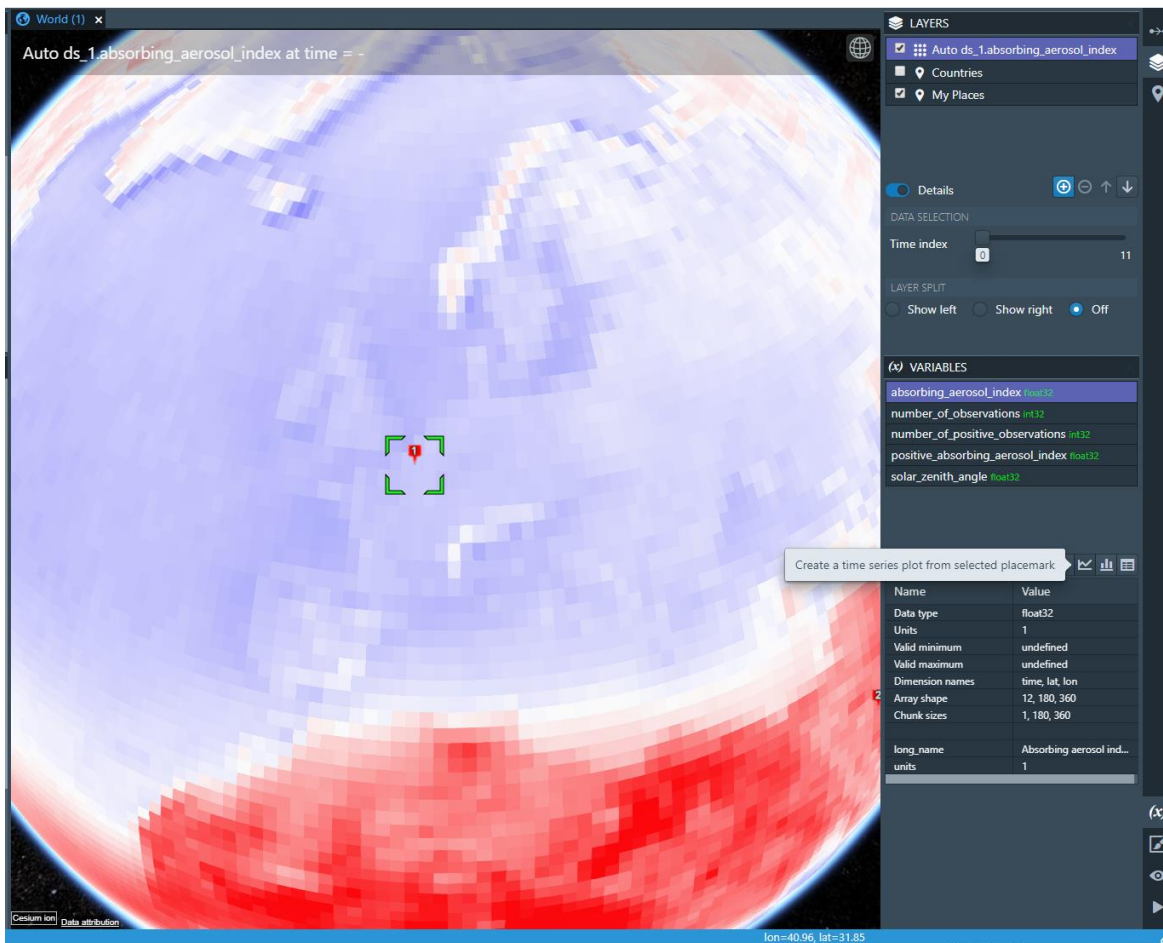 World (1)
Auto ds_1.absorbing_aerosol_index at time = -
LAYERS
Auto ds_1.absorbing_aerosol_index
Countries
My Places
Details
DATA SELECTION
Time index
0
11
LAYER SPLIT
Show left Show right Off
(x) VARIABLES
absorbing_aerosol_index float32
number_of_observations int32
number_of_positive_observations int32
positive_absorbing_aerosol_index float32
solar_zenith_angle float32
1
Create a time series plot from selected placemark
Name Value
Data type float32
Units 1
Valid minimum undefined
Valid maximum undefined
Dimension names time, lat, lon
Array shape 12, 180, 360
Chunk sizes 1, 180, 360
2
long_name Absorbing aerosol ind...
units 1
(x)
Cesium ion Data attribution
lon=40.96, lat=31.85